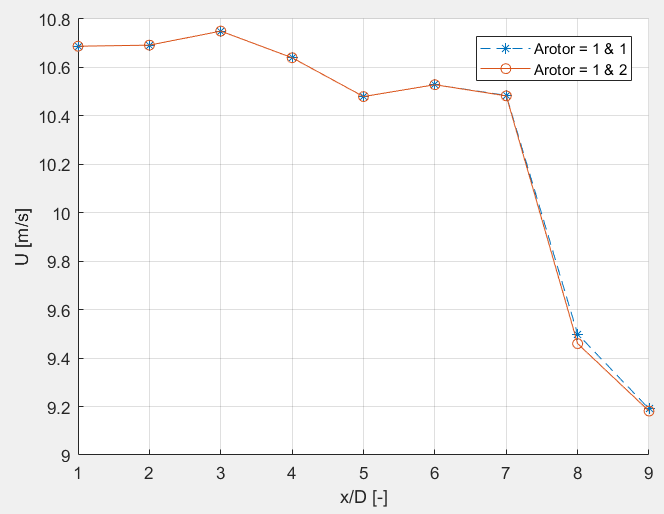 10.8
10.6
10.4
10.2
10
9.8
9.6
9.4
9.2
9
U [m/s]
Arotor = 1 & 1
Arotor = 1 & 2
1 2 3 4 5 6 7 8 9
x/D [-]